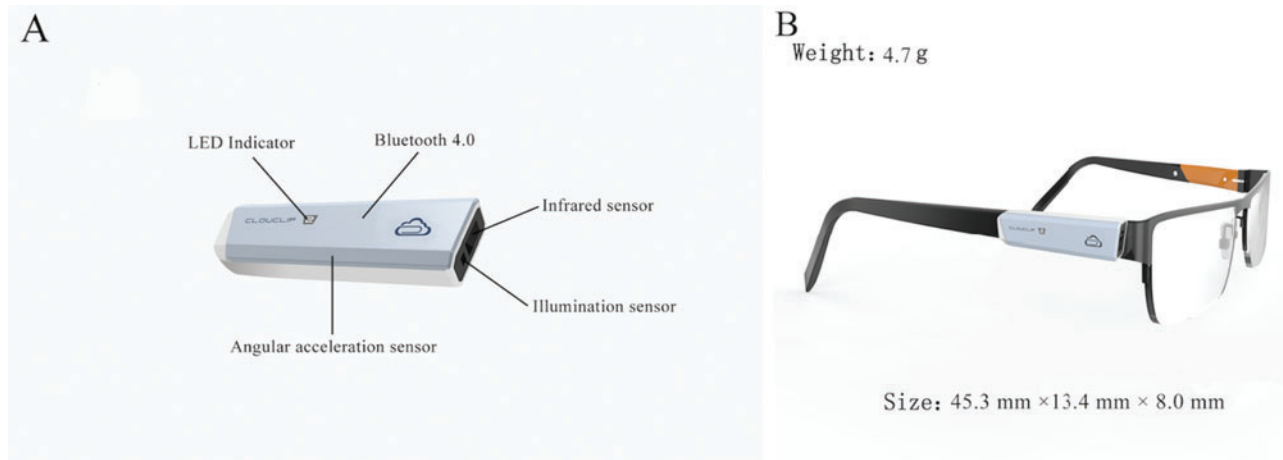 A
LED Indicator
Bluetooth 4.0
CLOUCLIP
Infrared sensor
Illumination sensor
Angular acceleration sensor
B
Weight: 4.7 g
CLOUCLIP
Size: 45.3 mm ×13.4 mm × 8.0 mm